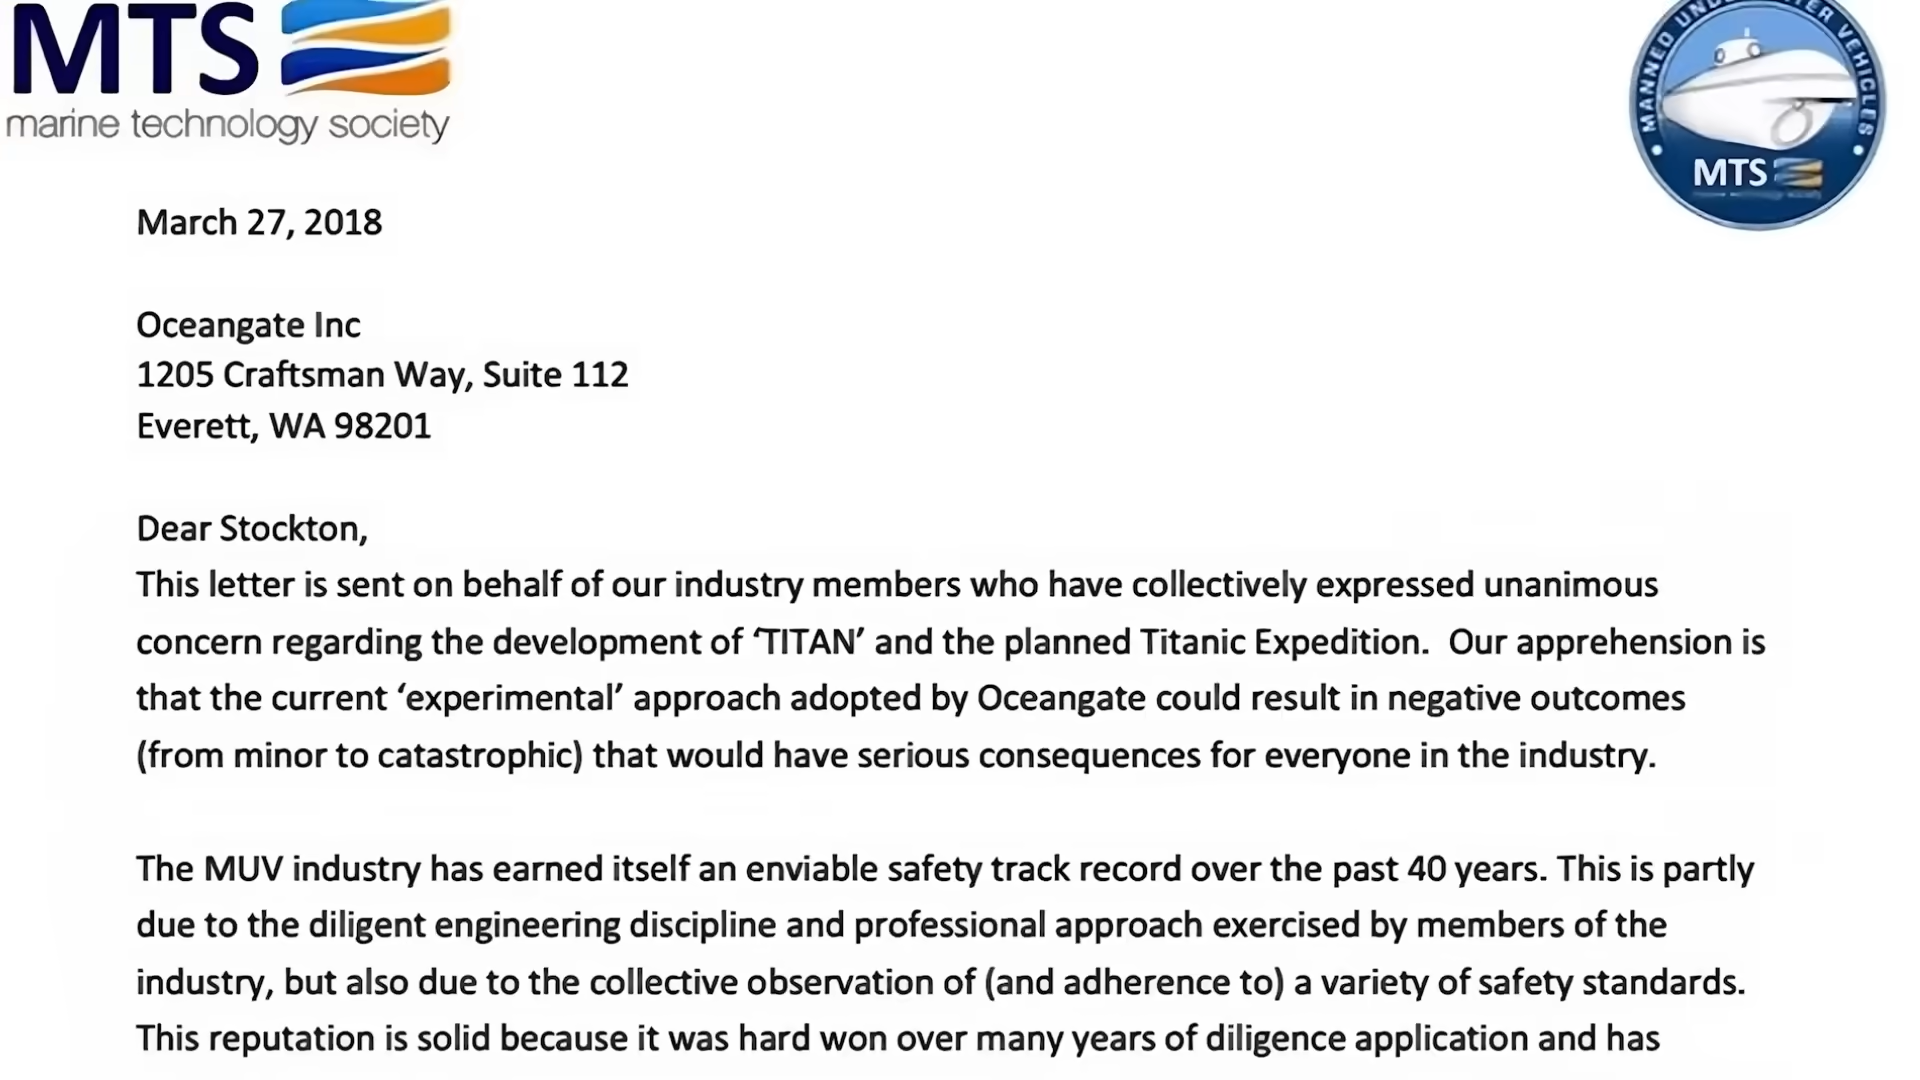 MTS
marine technology society
MANNED UNDERWATER VEHICLES
MTS
March 27, 2018
Oceangate Inc
1205 Craftsman Way, Suite 112
Everett, WA 98201
Dear Stockton,
This letter is sent on behalf of our industry members who have collectively expressed unanimous
concern regarding the development of ‘TITAN’ and the planned Titanic Expedition.  Our apprehension is
that the current ‘experimental’ approach adopted by Oceangate could result in negative outcomes
(from minor to catastrophic) that would have serious consequences for everyone in the industry.
The MUV industry has earned itself an enviable safety track record over the past 40 years. This is partly
due to the diligent engineering discipline and professional approach exercised by members of the
industry, but also due to the collective observation of (and adherence to) a variety of safety standards.
This reputation is solid because it was hard won over many years of diligence application and has